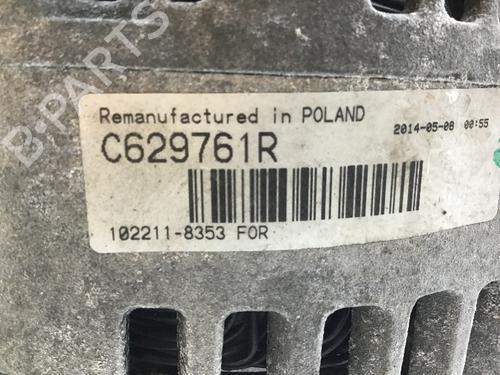 B-PARTS
Remanufactured in POLAND
2014-05-08 00:55
C629761R
102211-8353 FOR